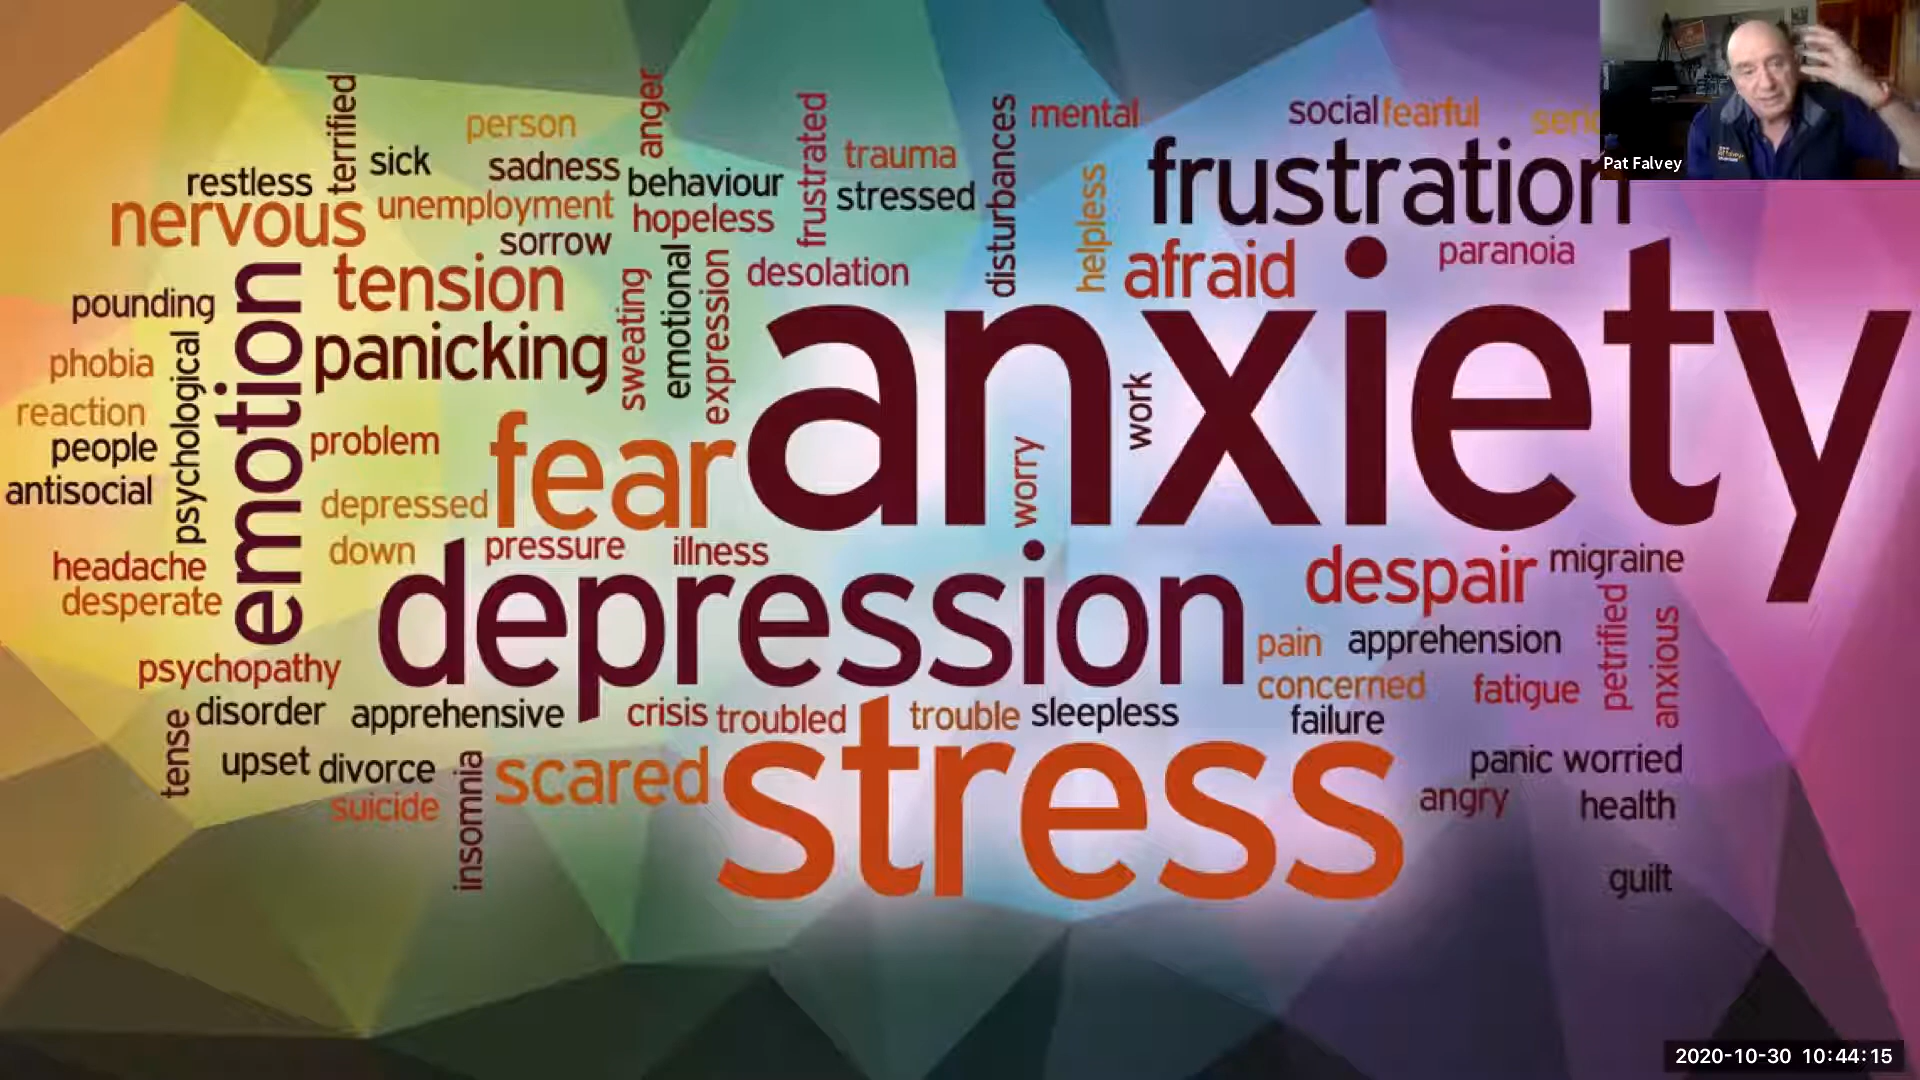 terrified
person
anger
frustrated
disturbances
mental
social
fearful
sick
sadness
trauma
restless
behaviour
stressed
helpless
frustration
Pat Falvey
nervous
unemployment
hopeless
sorrow
desolation
afraid
paranoia
pounding
emotion
tension
sweating
emotional
expression
anxiety
panicking
phobia
psychological
reaction
people
problem
fear
worry
work
antisocial
depressed
down
pressure
illness
headache
desperate
depression
despair
migraine
pain
apprehension
petrified
anxious
psychopathy
concerned
fatigue
tense
disorder
apprehensive
crisis
troubled
trouble
sleepless
failure
upset
divorce
insomnia
scared
stress
panic
worried
suicide
angry
health
guilt
2020-10-30 10:44:15